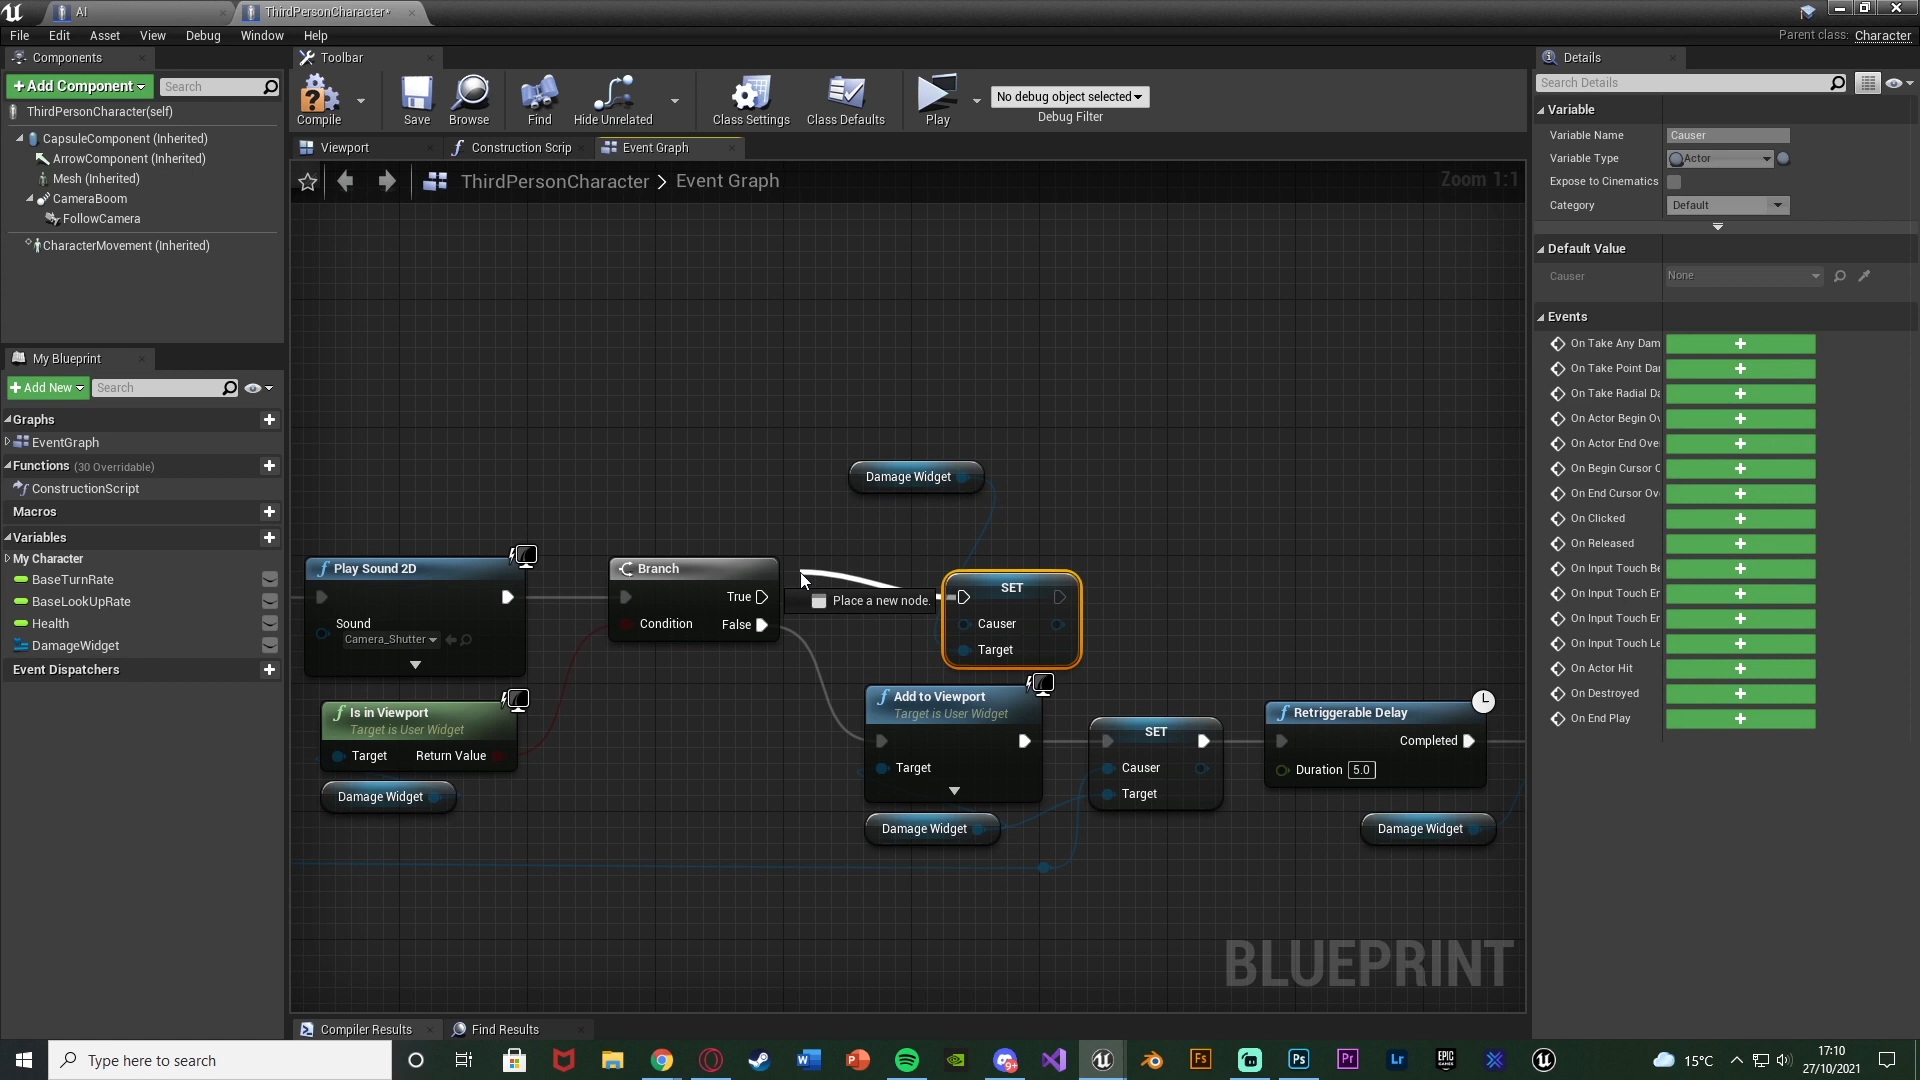 AI
ThirdPersonCharacter*
File Edit Asset View Debug Window Help
Parent class: Character
Components
+Add Component
Search
ThirdPersonCharacter(self)
CapsuleComponent (Inherited)
ArrowComponent (Inherited)
Mesh (Inherited)
CameraBoom
FollowCamera
CharacterMovement (Inherited)
My Blueprint
+Add New
Search
Graphs
EventGraph
Functions (30 Overridable)
ConstructionScript
Macros
Variables
My Character
BaseTurnRate
BaseLookUpRate
Health
DamageWidget
Event Dispatchers
Toolbar
Compile
Save
Browse
Find
Hide Unrelated
Class Settings
Class Defaults
Play
No debug object selected
Debug Filter
Viewport
Construction Scrip
Event Graph
ThirdPersonCharacter > Event Graph
Zoom 1:1
Damage Widget
Play Sound 2D
Sound
Camera_Shutter
Branch
True
Condition
False
Place a new node.
SET
Causer
Target
Is in Viewport
Target is User Widget
Target
Return Value
Damage Widget
Add to Viewport
Target is User Widget
Target
Damage Widget
SET
Causer
Target
Retriggerable Delay
Completed
Duration 5.0
Damage Widget
BLUEPRINT
Compiler Results
Find Results
Details
Search Details
Variable
Variable Name Causer
Variable Type Actor
Expose to Cinematics
Category Default
Default Value
Causer None
Events
On Take Any Dam
On Take Point Dar
On Take Radial Da
On Actor Begin Ov
On Actor End Ove
On Begin Cursor C
On End Cursor Ov
On Clicked
On Released
On Input Touch Be
On Input Touch En
On Input Touch En
On Input Touch Le
On Actor Hit
On Destroyed
On End Play
Type here to search
9+
Fs
Ps
Pr
Lr
EPIC
GAMES
15°C
17:10
27/10/2021